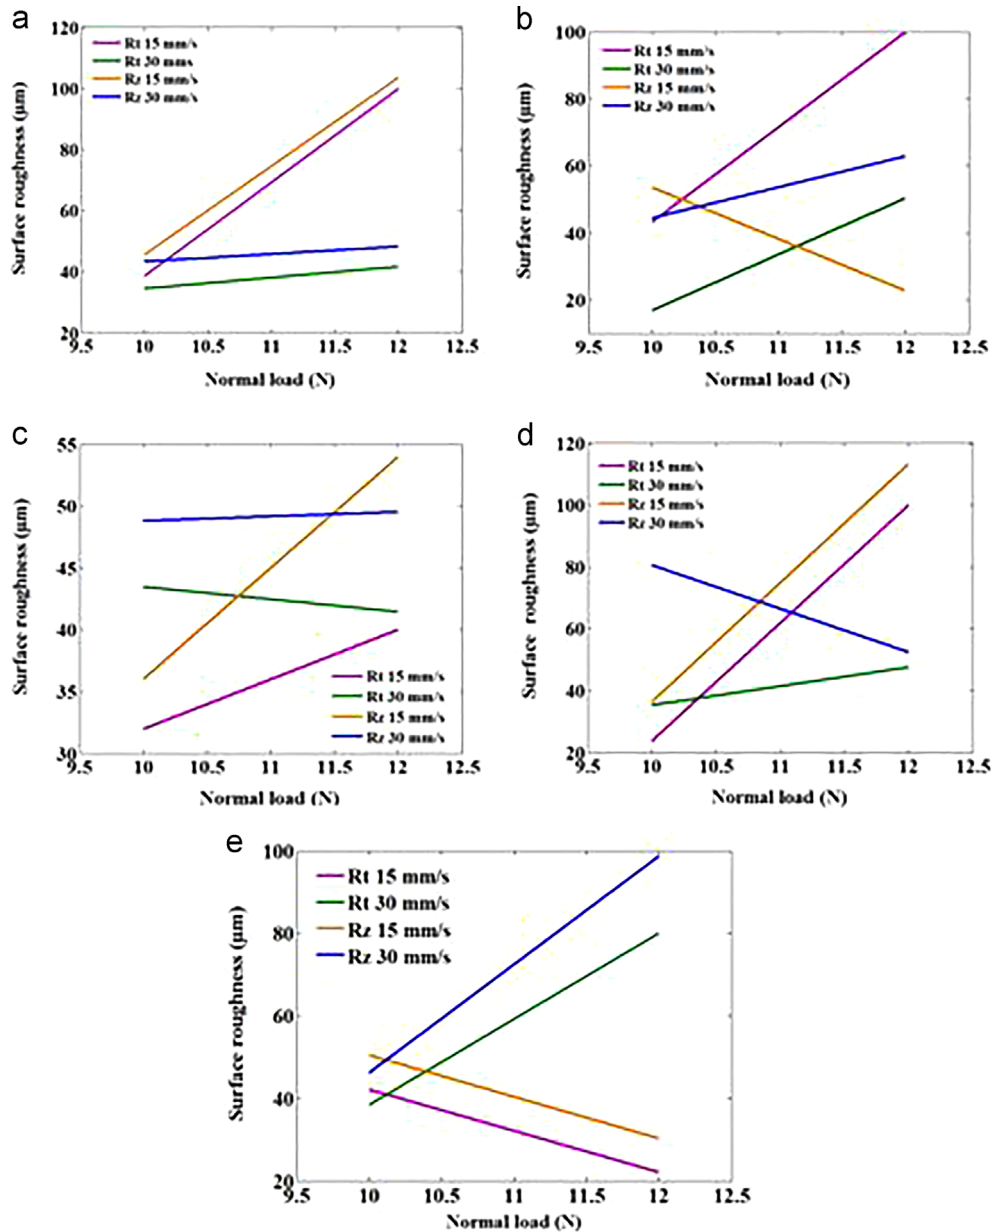 a
120
100
80
60
40
20
9.5 10 10.5 11 11.5 12 12.5
Surface roughness (µm)
Normal load (N)
Rt 15 mm/s
Rt 30 mms
Rz 15 mm/s
Rz 30 mm/s
b
100
80
60
40
20
9.5 10 10.5 11 11.5 12 12.5
Surface roughness (µm)
Normal load (N)
Rt 15 mm/s
Rt 30 mm/s
Rz 15 mm/s
Rz 30 mm/s
c
55
50
45
40
35
30
9.5 10 10.5 11 11.5 12 12.5
Surface roughness (µm)
Normal load (N)
Rt 15 mm/s
Rt 30 mm/s
Rz 15 mm/s
Rz 30 mm/s
d
120
100
80
60
40
20
9.5 10 10.5 11 11.5 12 12.5
Surface roughness (µm)
Normal load (N)
Rt 15 mm/s
Rt 30 mm/s
Rz 15 mm/s
Rz 30 mm/s
e
100
80
60
40
20
9.5 10 10.5 11 11.5 12 12.5
Surface roughness (µm)
Normal load (N)
Rt 15 mm/s
Rt 30 mm/s
Rz 15 mm/s
Rz 30 mm/s